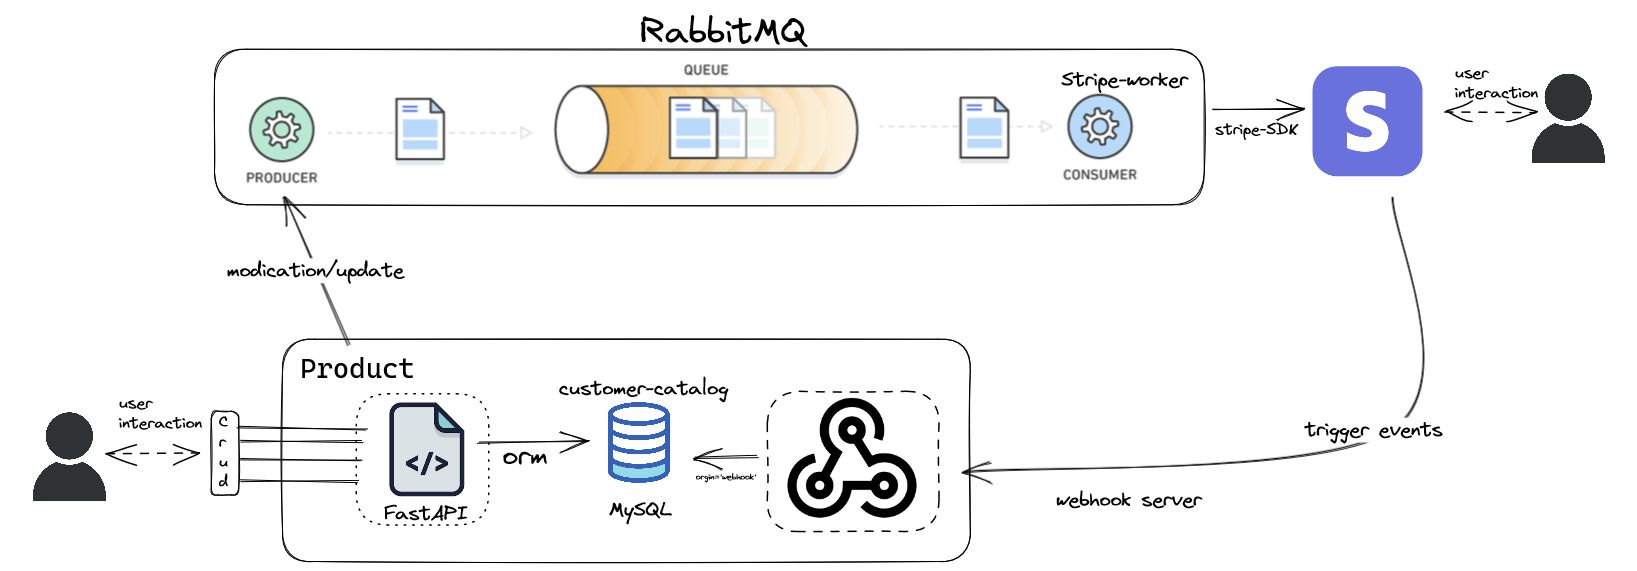 RabbitMQ
QUEUE
Stripe-worker
PRODUCER
CONSUMER
stripe-SDK
S
user
interaction
modication/update
Product
user
interaction
c
r
u
d
</>
FastAPI
orm
customer-catalog
MySQL
orgin='webhook'
trigger events
webhook server